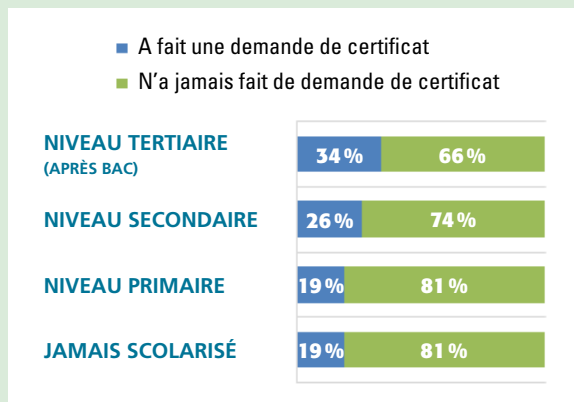 A fait une demande de certificat
N'a jamais fait de demande de certificat
NIVEAU TERTIAIRE
(APRÈS BAC)
34 % 66 %
NIVEAU SECONDAIRE
26 % 74 %
NIVEAU PRIMAIRE
19 % 81 %
JAMAIS SCOLARISÉ
19 % 81 %